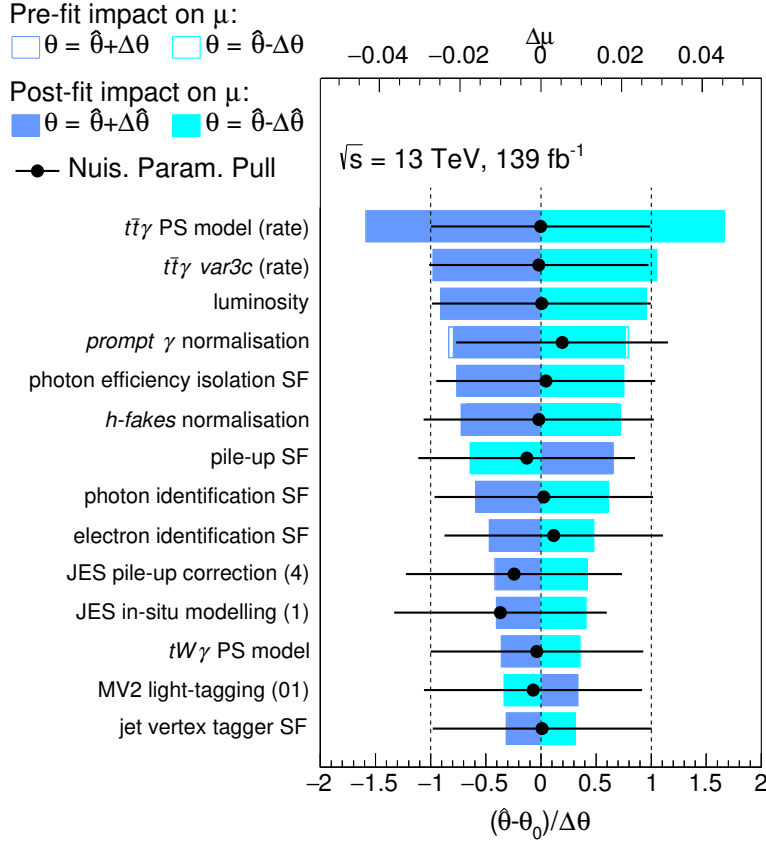 Pre-fit impact on μ:
θ = θ̂+Δθ θ = θ̂-Δθ
Post-fit impact on μ:
θ = θ̂+Δθ̂ θ = θ̂-Δθ̂
Nuis. Param. Pull
Δμ
−0.04 −0.02 0 0.02 0.04
√s = 13 TeV, 139 fb⁻¹
tt̄γ PS model (rate)
tt̄γ var3c (rate)
luminosity
prompt γ normalisation
photon efficiency isolation SF
h-fakes normalisation
pile-up SF
photon identification SF
electron identification SF
JES pile-up correction (4)
JES in-situ modelling (1)
tWγ PS model
MV2 light-tagging (01)
jet vertex tagger SF
−2 −1.5 −1 −0.5 0 0.5 1 1.5 2
(θ̂-θ₀)/Δθ